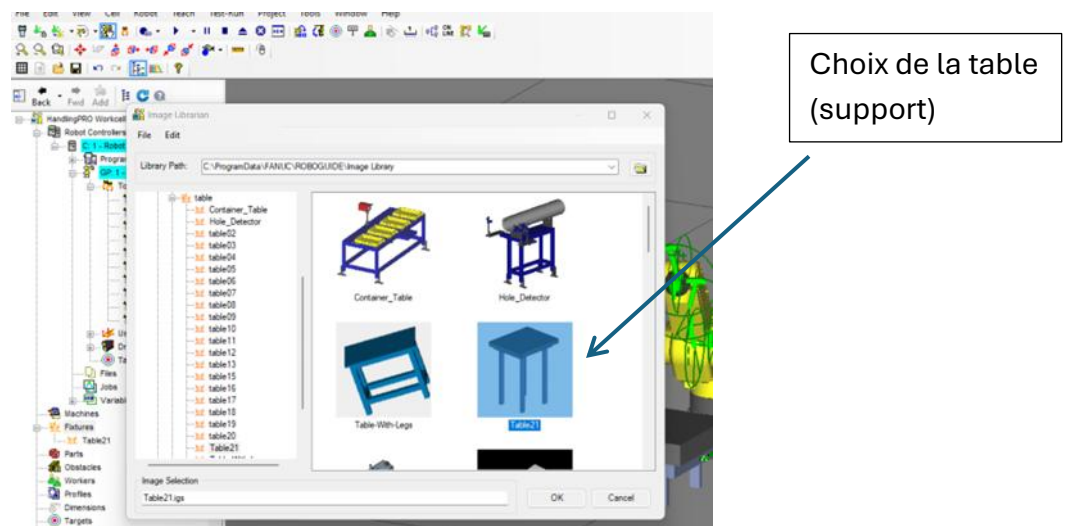 File Edit View Cell Robot Teach Test-Run Project Tools Window Help
Choix de la table
(support)
Back Fwd Add
Image Librarian
HandlingPRO Workcell
File Edit
Robot Controllers
C: 1 - Robot
Library Path: C:\ProgramData\FANUC\ROBOGUIDE\Image Library
GP: 1 -
table
Container_Table
Hole_Detector
table02
table03
table04
table05
table06
table07
table08
table09
table10
table11
table12
table13
table15
table16
table17
table18
table19
table20
Table21
Container_Table
Hole_Detector
Table-With-Legs
Table21
Files
Jobs
Machines
Fixtures
Table21
Parts
Obstacles
Workers
Profiles
Dimensions
Targets
Image Selection
Table21.igs
OK
Cancel